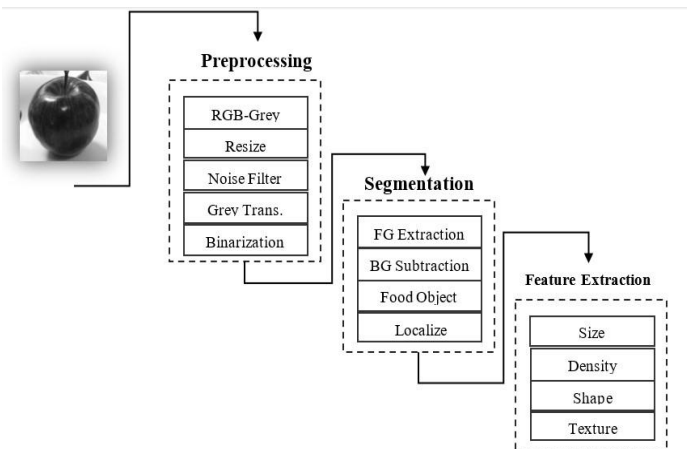 Preprocessing
RGB-Grey
Resize
Noise Filter
Grey Trans.
Binarization
Segmentation
FG Extraction
BG Subtraction
Food Object
Localize
Feature Extraction
Size
Density
Shape
Texture